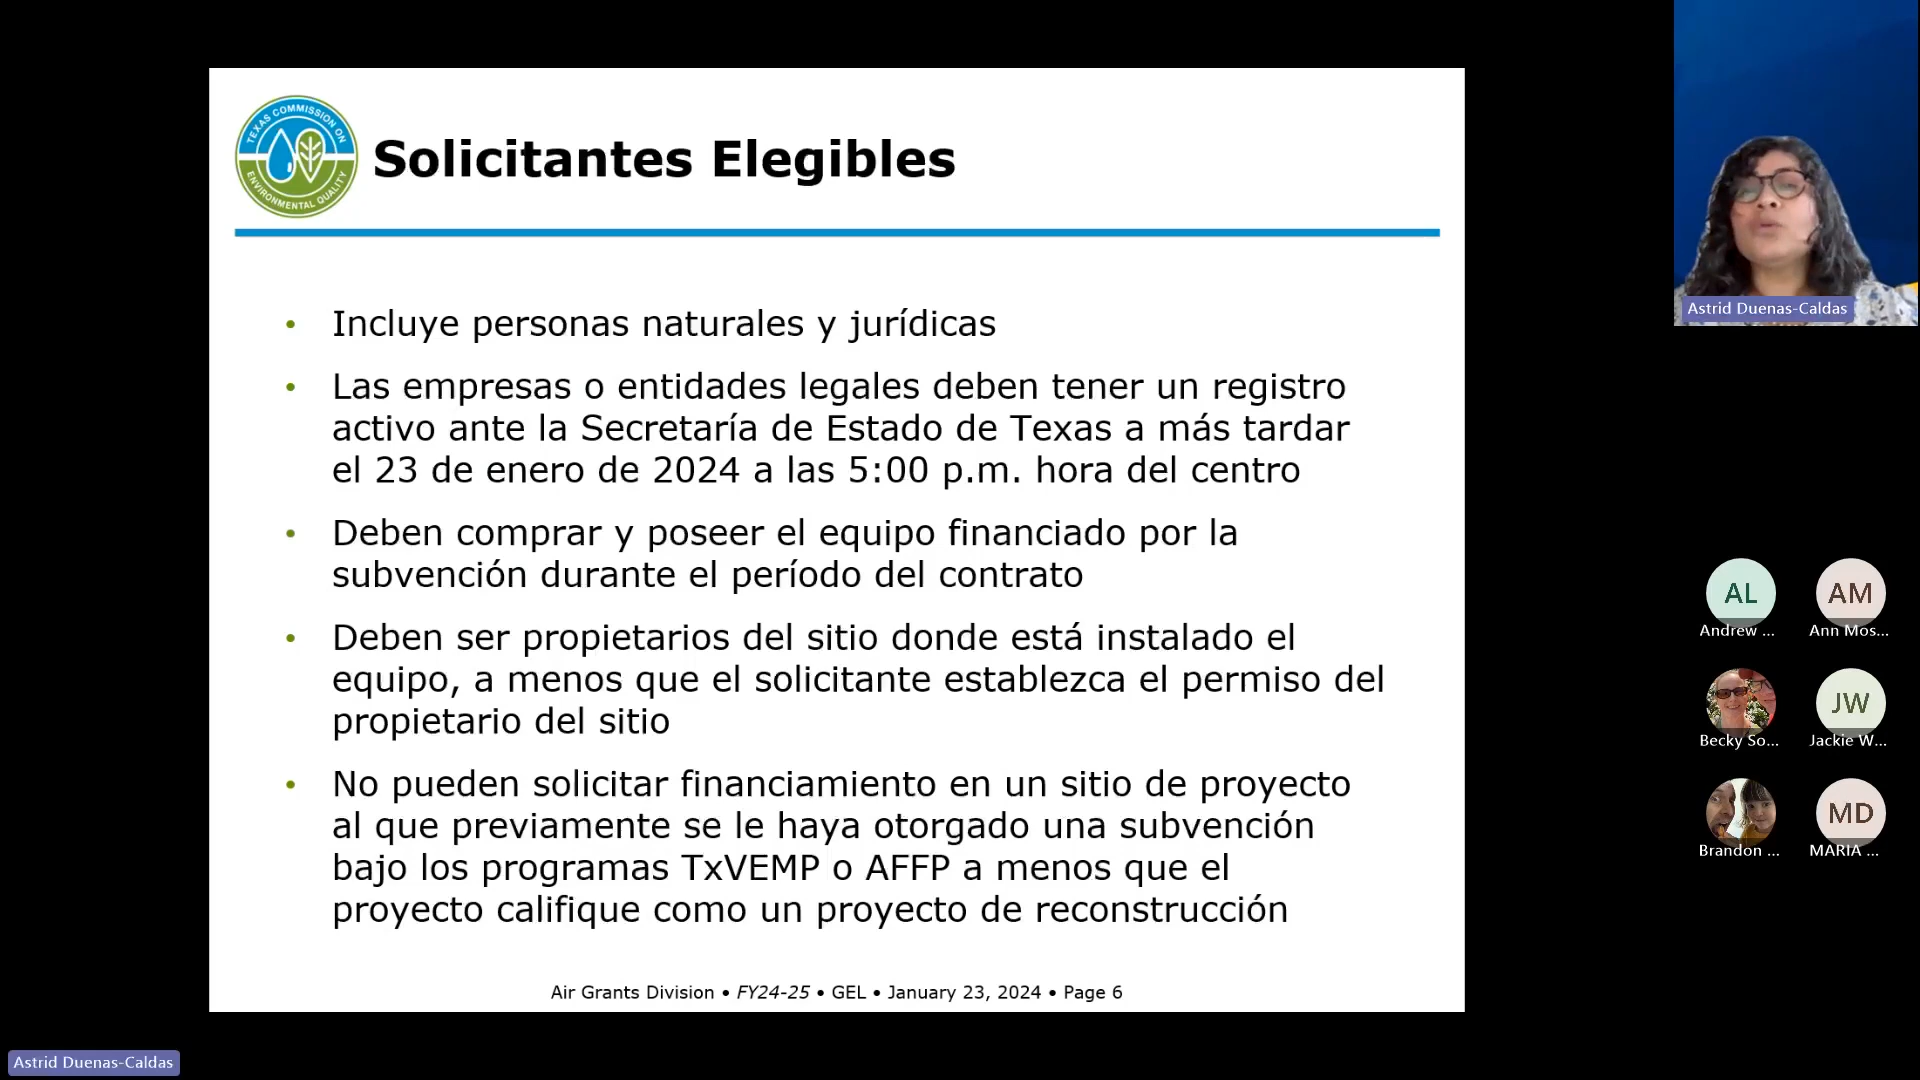 TEXAS COMMISSION ON
ENVIRONMENTAL QUALITY
Solicitantes Elegibles
• Incluye personas naturales y jurídicas
• Las empresas o entidades legales deben tener un registro
activo ante la Secretaría de Estado de Texas a más tardar
el 23 de enero de 2024 a las 5:00 p.m. hora del centro
• Deben comprar y poseer el equipo financiado por la
subvención durante el período del contrato
• Deben ser propietarios del sitio donde está instalado el
equipo, a menos que el solicitante establezca el permiso del
propietario del sitio
• No pueden solicitar financiamiento en un sitio de proyecto
al que previamente se le haya otorgado una subvención
bajo los programas TxVEMP o AFFP a menos que el
proyecto califique como un proyecto de reconstrucción
Air Grants Division • FY24-25 • GEL • January 23, 2024 • Page 6
Astrid Duenas-Caldas
AL AM
Andrew ... Ann Mos...
JW
Becky So... Jackie W...
MD
Brandon ... MARIA ...
Astrid Duenas-Caldas